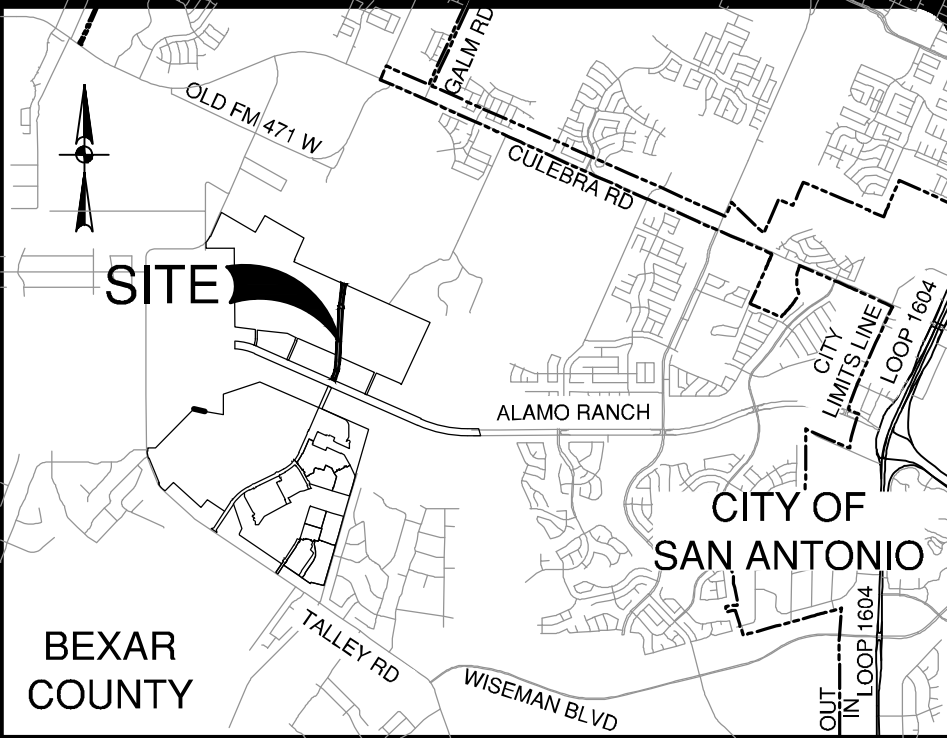 GALM RD
OLD FM 471 W
CULEBRA RD
SITE
CITY
LIMITS LINE
LOOP 1604
ALAMO RANCH
CITY OF
SAN ANTONIO
BEXAR
COUNTY
TALLEY RD
WISEMAN BLVD
OUT
IN
LOOP 1604